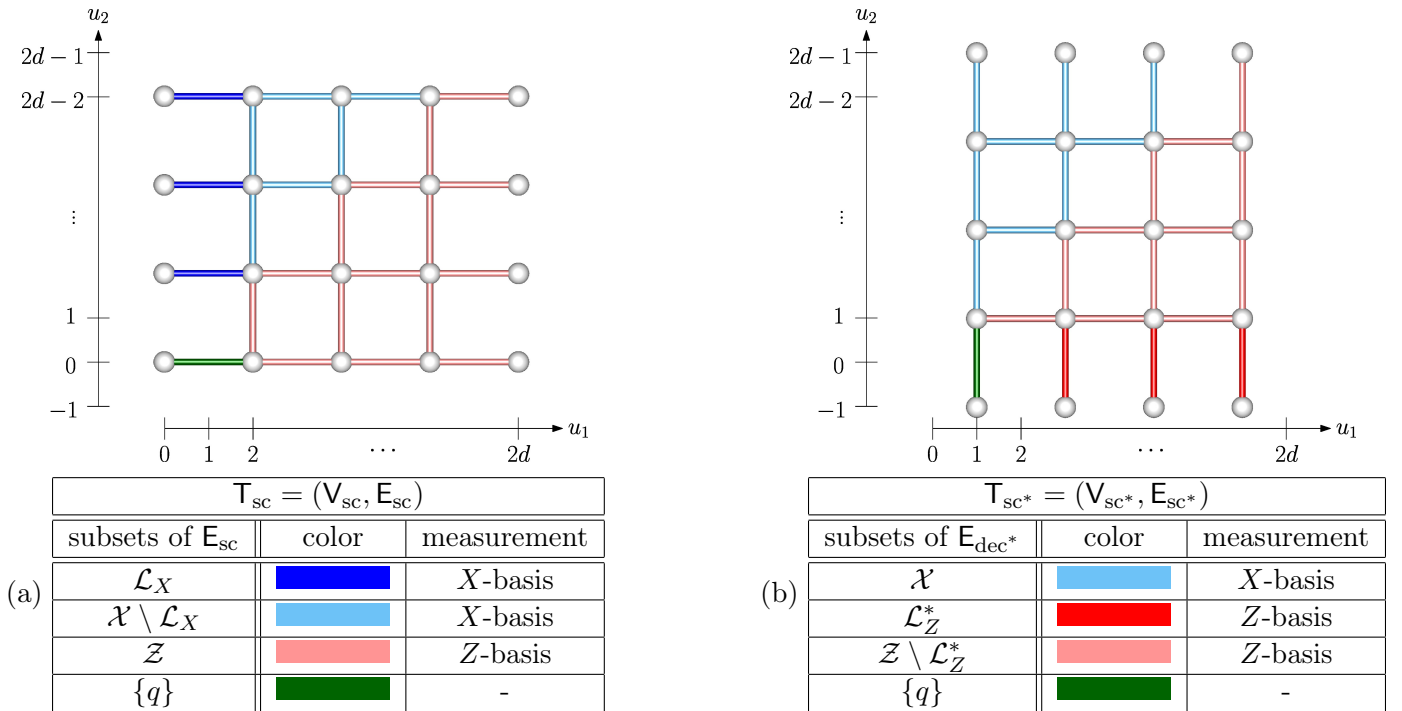 u₂
2d − 1
2d − 2
⋮
1
0
−1
0 1 2 ⋯ 2d u₁
T_sc = (V_sc, E_sc)
subsets of E_sc color measurement
(a)
ℒ_X X-basis
𝒳 \ ℒ_X X-basis
𝒵 Z-basis
{q} -
u₂
2d − 1
2d − 2
⋮
1
0
−1
0 1 2 ⋯ 2d u₁
T_sc* = (V_sc*, E_sc*)
subsets of E_dec* color measurement
(b)
𝒳 X-basis
ℒ*_Z Z-basis
𝒵 \ ℒ*_Z Z-basis
{q} -